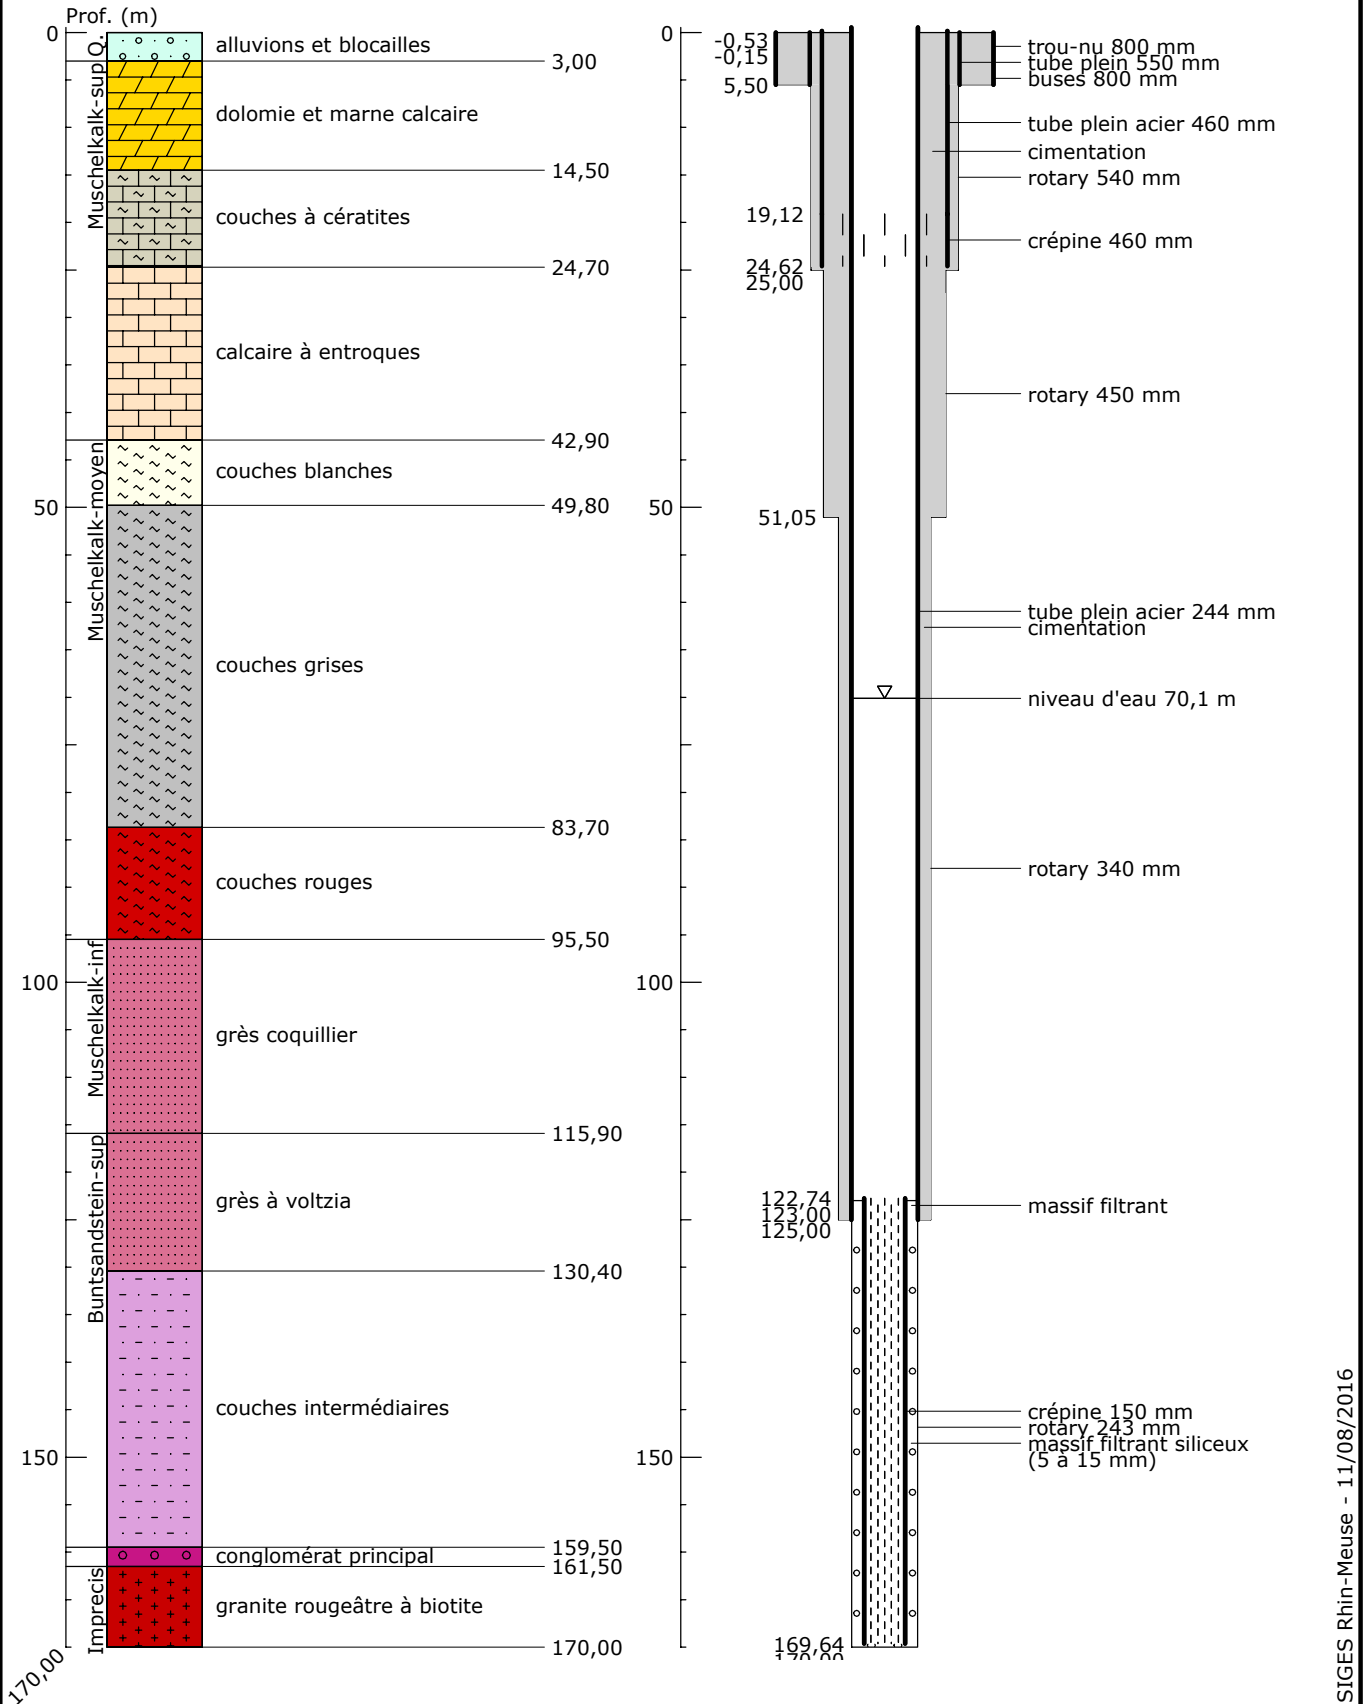 Prof. (m)
0
50
100
150
170,00
Q.
Muschelkalk-sup
Muschelkalk-moyen
Muschelkalk-inf
Buntsandstein-sup
Imprecis
alluvions et blocailles
3,00
dolomie et marne calcaire
14,50
couches à cératites
24,70
calcaire à entroques
42,90
couches blanches
49,80
couches grises
83,70
couches rouges
95,50
grès coquillier
115,90
grès à voltzia
130,40
couches intermédiaires
159,50
conglomérat principal
161,50
granite rougeâtre à biotite
170,00
0
50
100
150
-0,53
-0,15
5,50
19,12
24,62
25,00
51,05
122,74
123,00
125,00
169,64
170,00
trou-nu 800 mm
tube plein 550 mm
buses 800 mm
tube plein acier 460 mm
cimentation
rotary 540 mm
crépine 460 mm
rotary 450 mm
tube plein acier 244 mm
cimentation
niveau d'eau 70,1 m
rotary 340 mm
massif filtrant
crépine 150 mm
rotary 243 mm
massif filtrant siliceux
(5 à 15 mm)
SIGES Rhin-Meuse - 11/08/2016